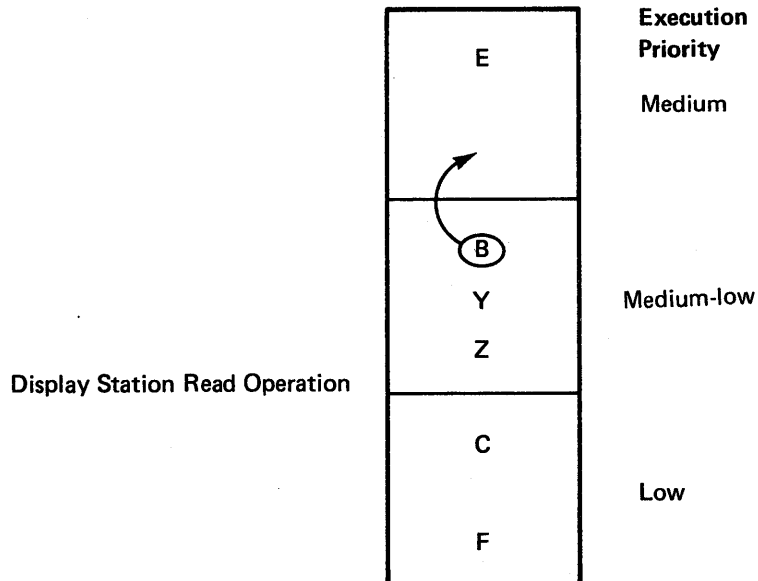 Execution
Priority
E
Medium
B
Y
Medium-low
Z
Display Station Read Operation
C
Low
F